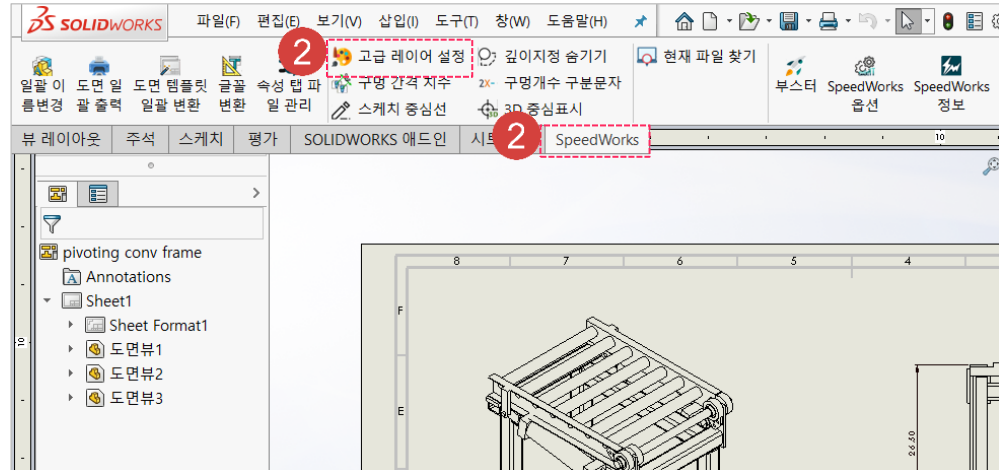 SOLIDWORKS 파일(F) 편집(E) 보기(V) 삽입(I) 도구(T) 창(W) 도움말(H)
2 고급 레이어 설정 깊이지정 숨기기 현재 파일 찾기
구멍 간격 치수 2X- 구멍개수 구분문자
스케치 중심선 3D 중심표시
일괄 이름변경
도면 일괄 출력
도면 템플릿 일괄 변환
글꼴 변환
속성 탭 파일 관리
부스터
SpeedWorks 옵션
SpeedWorks 정보
뷰 레이아웃 주석 스케치 평가 SOLIDWORKS 애드인 2 SpeedWorks
10
pivoting conv frame
Annotations
Sheet1
Sheet Format1
도면뷰1
도면뷰2
도면뷰3
8 7 6 5 4
F
E
26.50